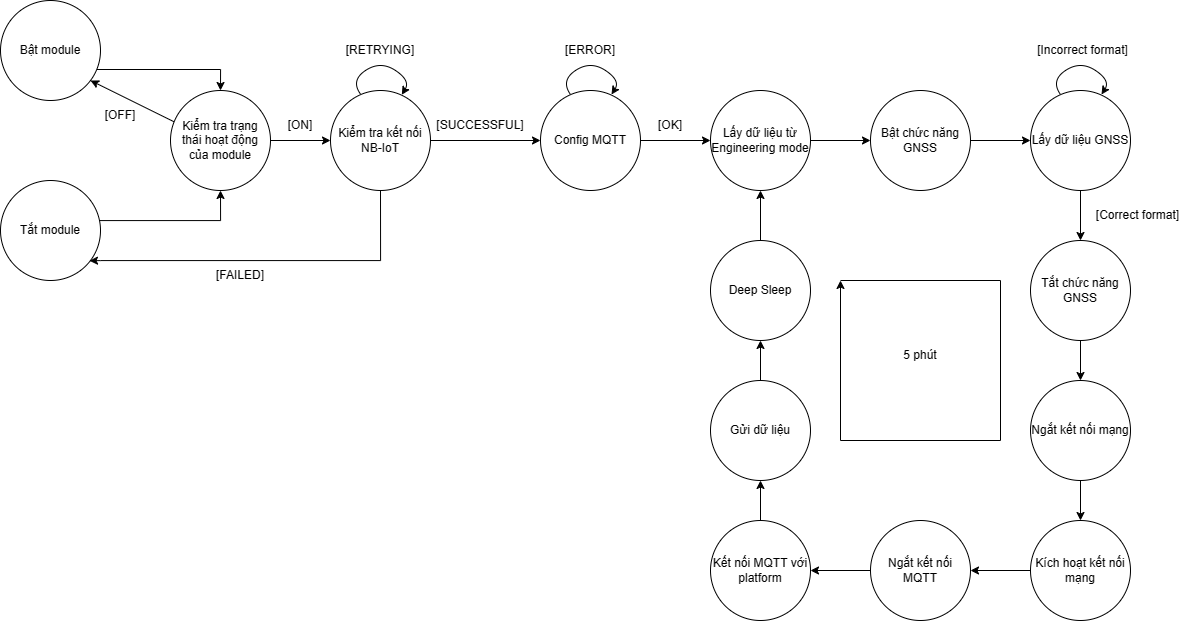 Bật module
[RETRYING]
[ERROR]
[Incorrect format]
[OFF]
Kiểm tra trạng
thái hoạt động
của module
[ON]
Kiểm tra kết nối
NB-IoT
[SUCCESSFUL]
Config MQTT
[OK]
Lấy dữ liệu từ
Engineering mode
Bật chức năng
GNSS
Lấy dữ liệu GNSS
[Correct format]
Tắt module
[FAILED]
Deep Sleep
Tắt chức năng
GNSS
5 phút
Gửi dữ liệu
Ngắt kết nối mạng
Kết nối MQTT với
platform
Ngắt kết nối
MQTT
Kích hoạt kết nối
mạng